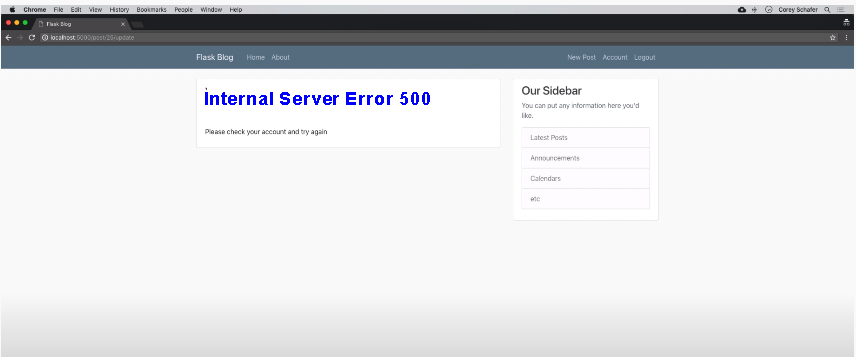 Chrome File Edit View History Bookmarks People Window Help Corey Schafer
Flask Blog
localhost:5000/post/25/update
Flask Blog Home About New Post Account Logout
Internal Server Error 500
Please check your account and try again
Our Sidebar
You can put any information here you'd
like.
Latest Posts
Announcements
Calendars
etc